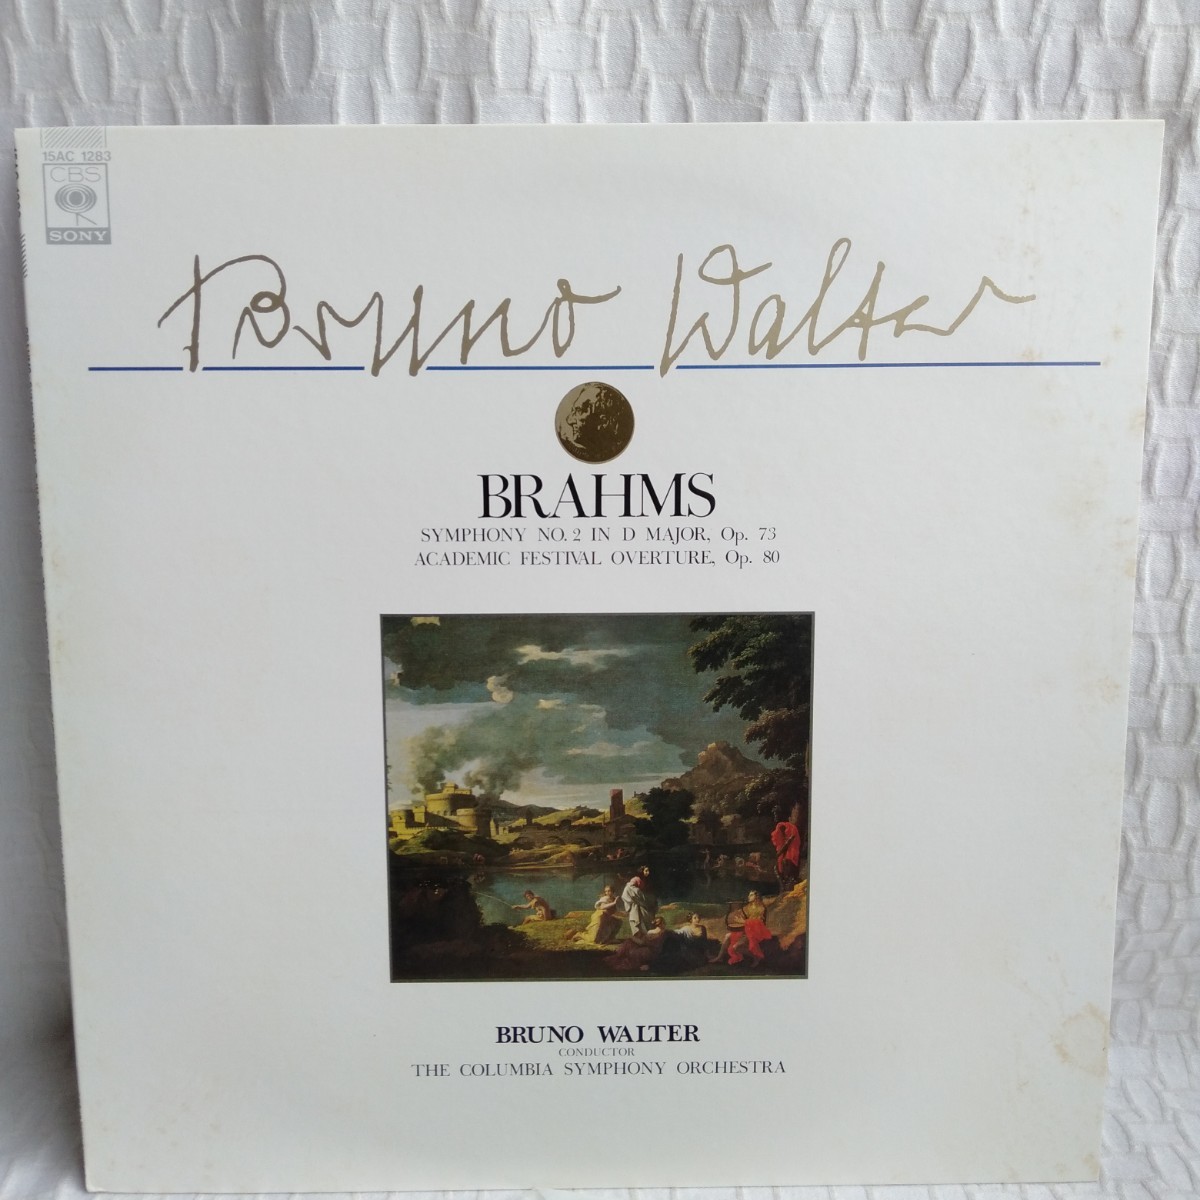 15AC 1283
CBS
SONY
Bruno Walter
BRAHMS
SYMPHONY NO. 2 IN D MAJOR, Op. 73
ACADEMIC FESTIVAL OVERTURE, Op. 80
BRUNO WALTER
CONDUCTOR
THE COLUMBIA SYMPHONY ORCHESTRA